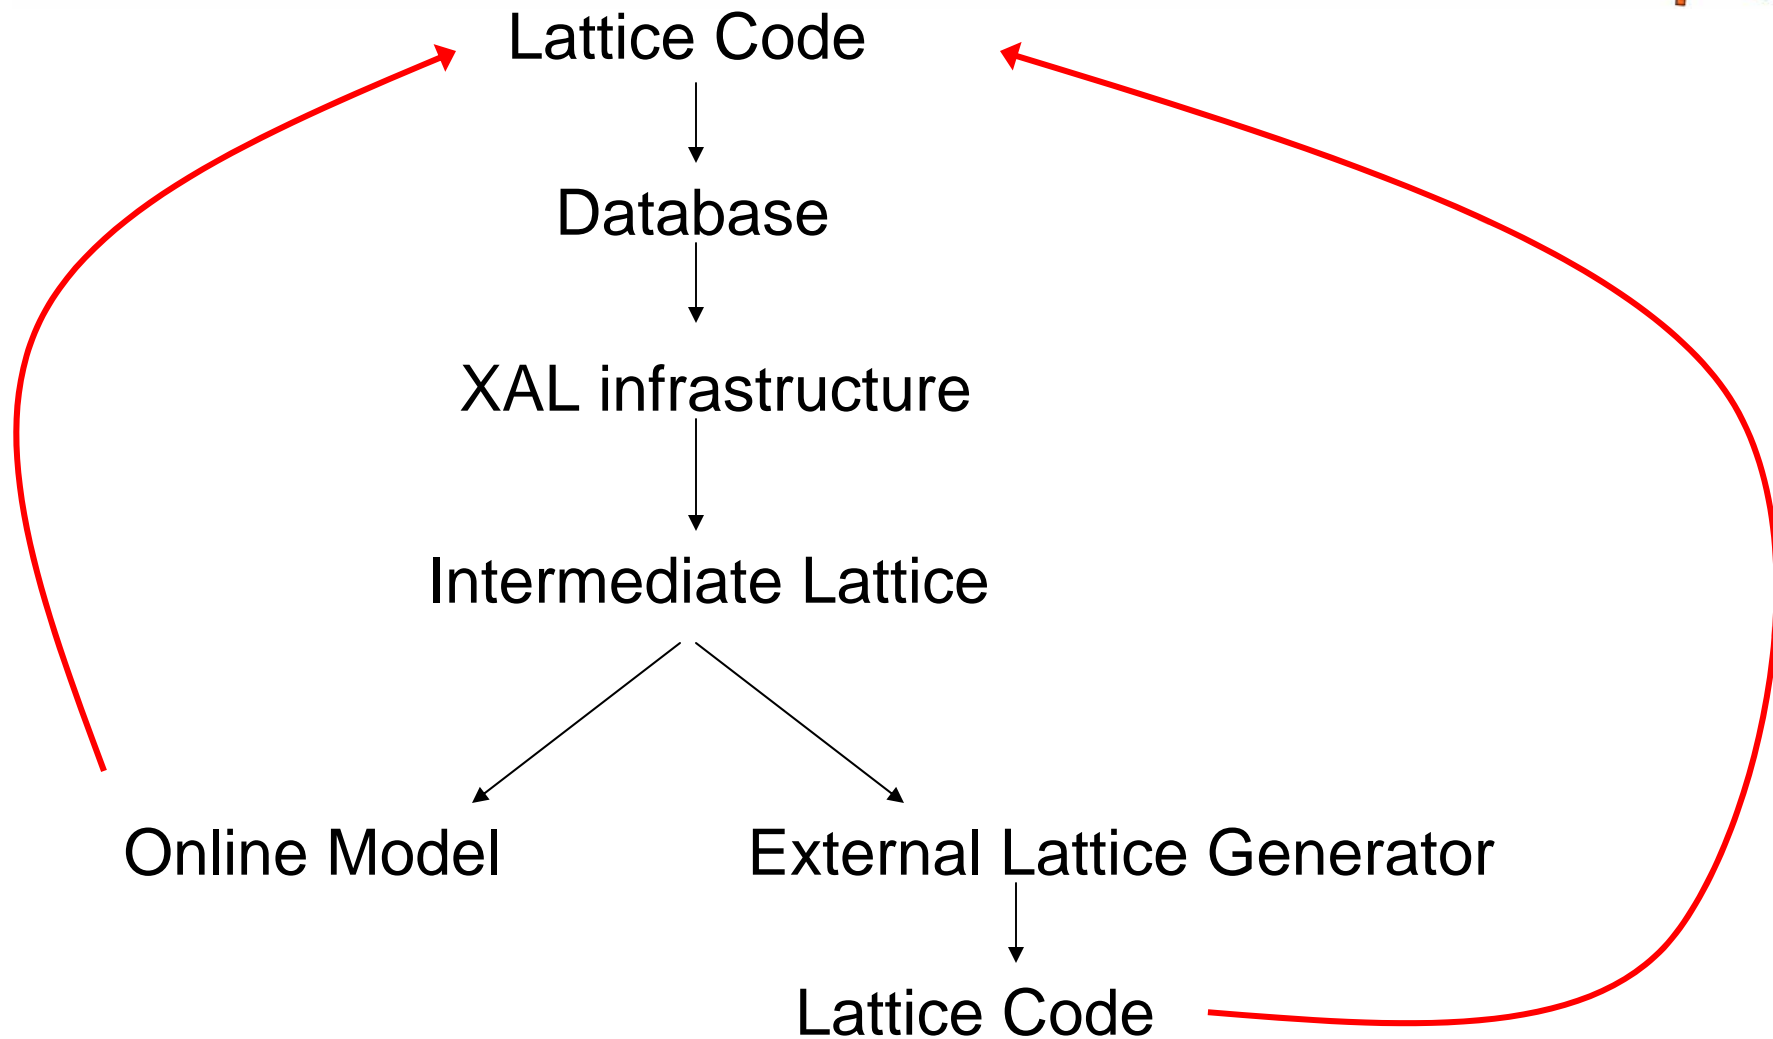 Lattice Code
Database
XAL infrastructure
Intermediate Lattice
Online Model
External Lattice Generator
Lattice Code